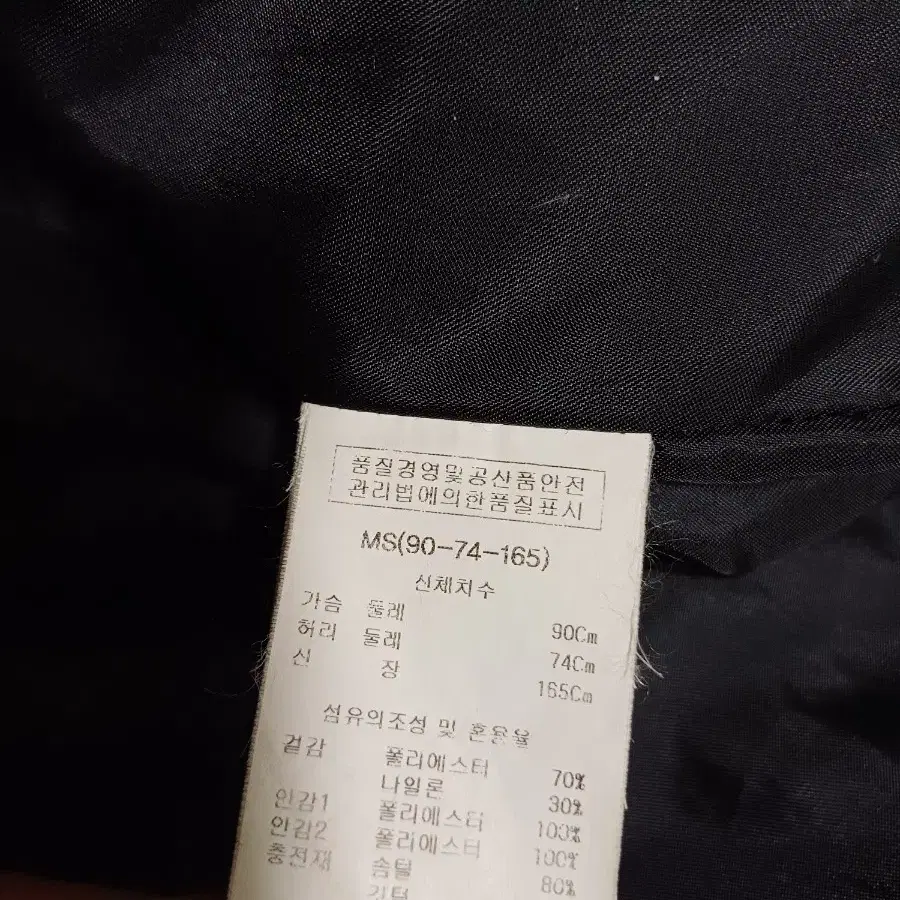 품질경영및공산품안전
관리법에의한품질표시
MS(90-74-165)
신체치수
가슴 둘레 90Cm
허리 둘레 74Cm
신 장 165Cm
섬유의조성 및 혼용율
겉감 폴리에스터 70%
나일론 30%
안감1 폴리에스터 100%
안감2 폴리에스터 100%
충전재 솜털 80%